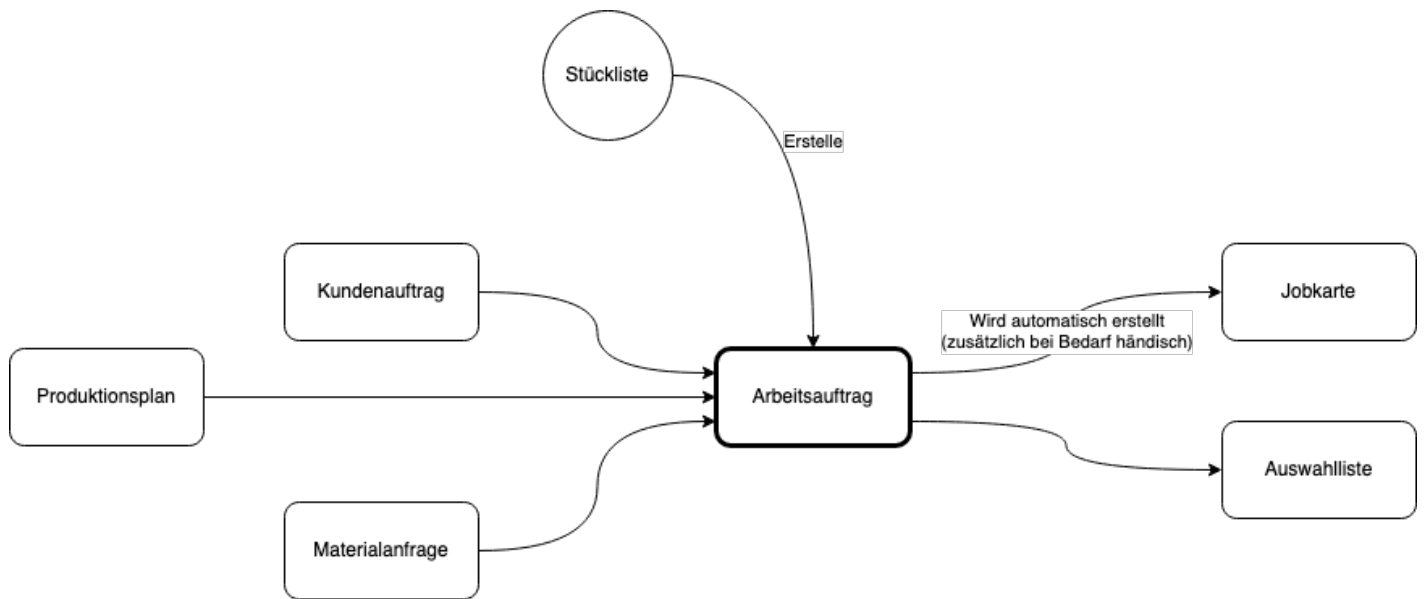 Stückliste
Erstelle
Kundenauftrag
Jobkarte
Wird automatisch erstellt
(zusätzlich bei Bedarf händisch)
Produktionsplan
Arbeitsauftrag
Auswahlliste
Materialanfrage